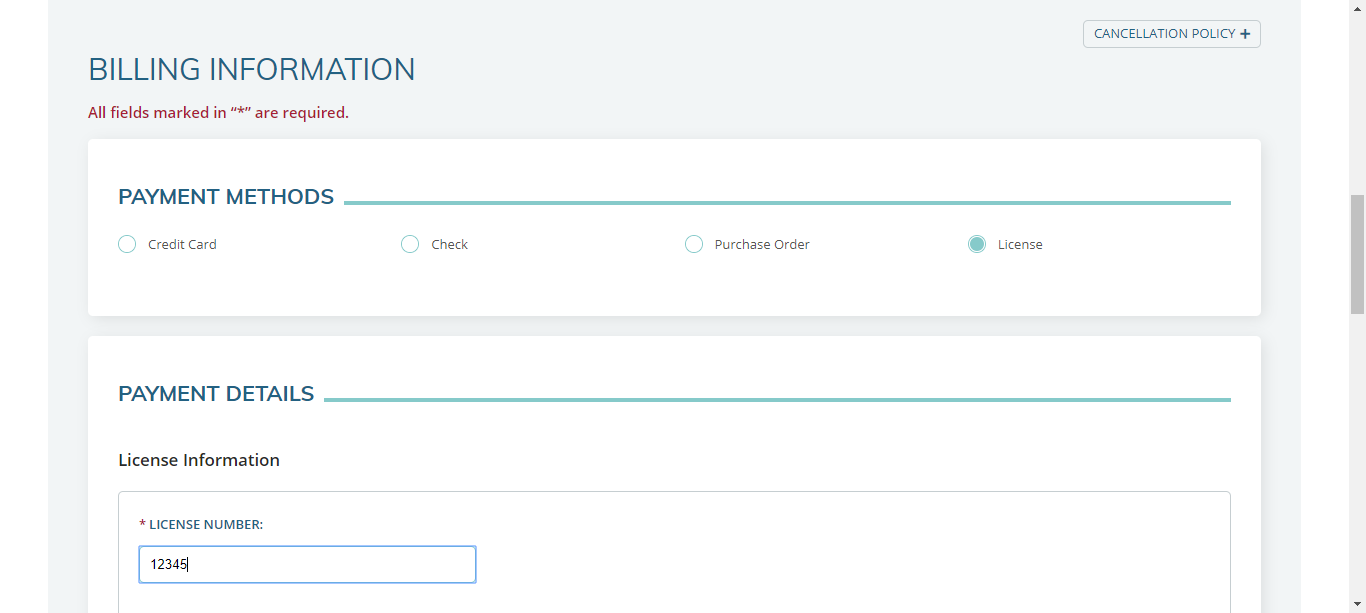 CANCELLATION POLICY +
BILLING INFORMATION
All fields marked in “*” are required.
PAYMENT METHODS
Credit Card
Check
Purchase Order
License
PAYMENT DETAILS
License Information
* LICENSE NUMBER:
12345